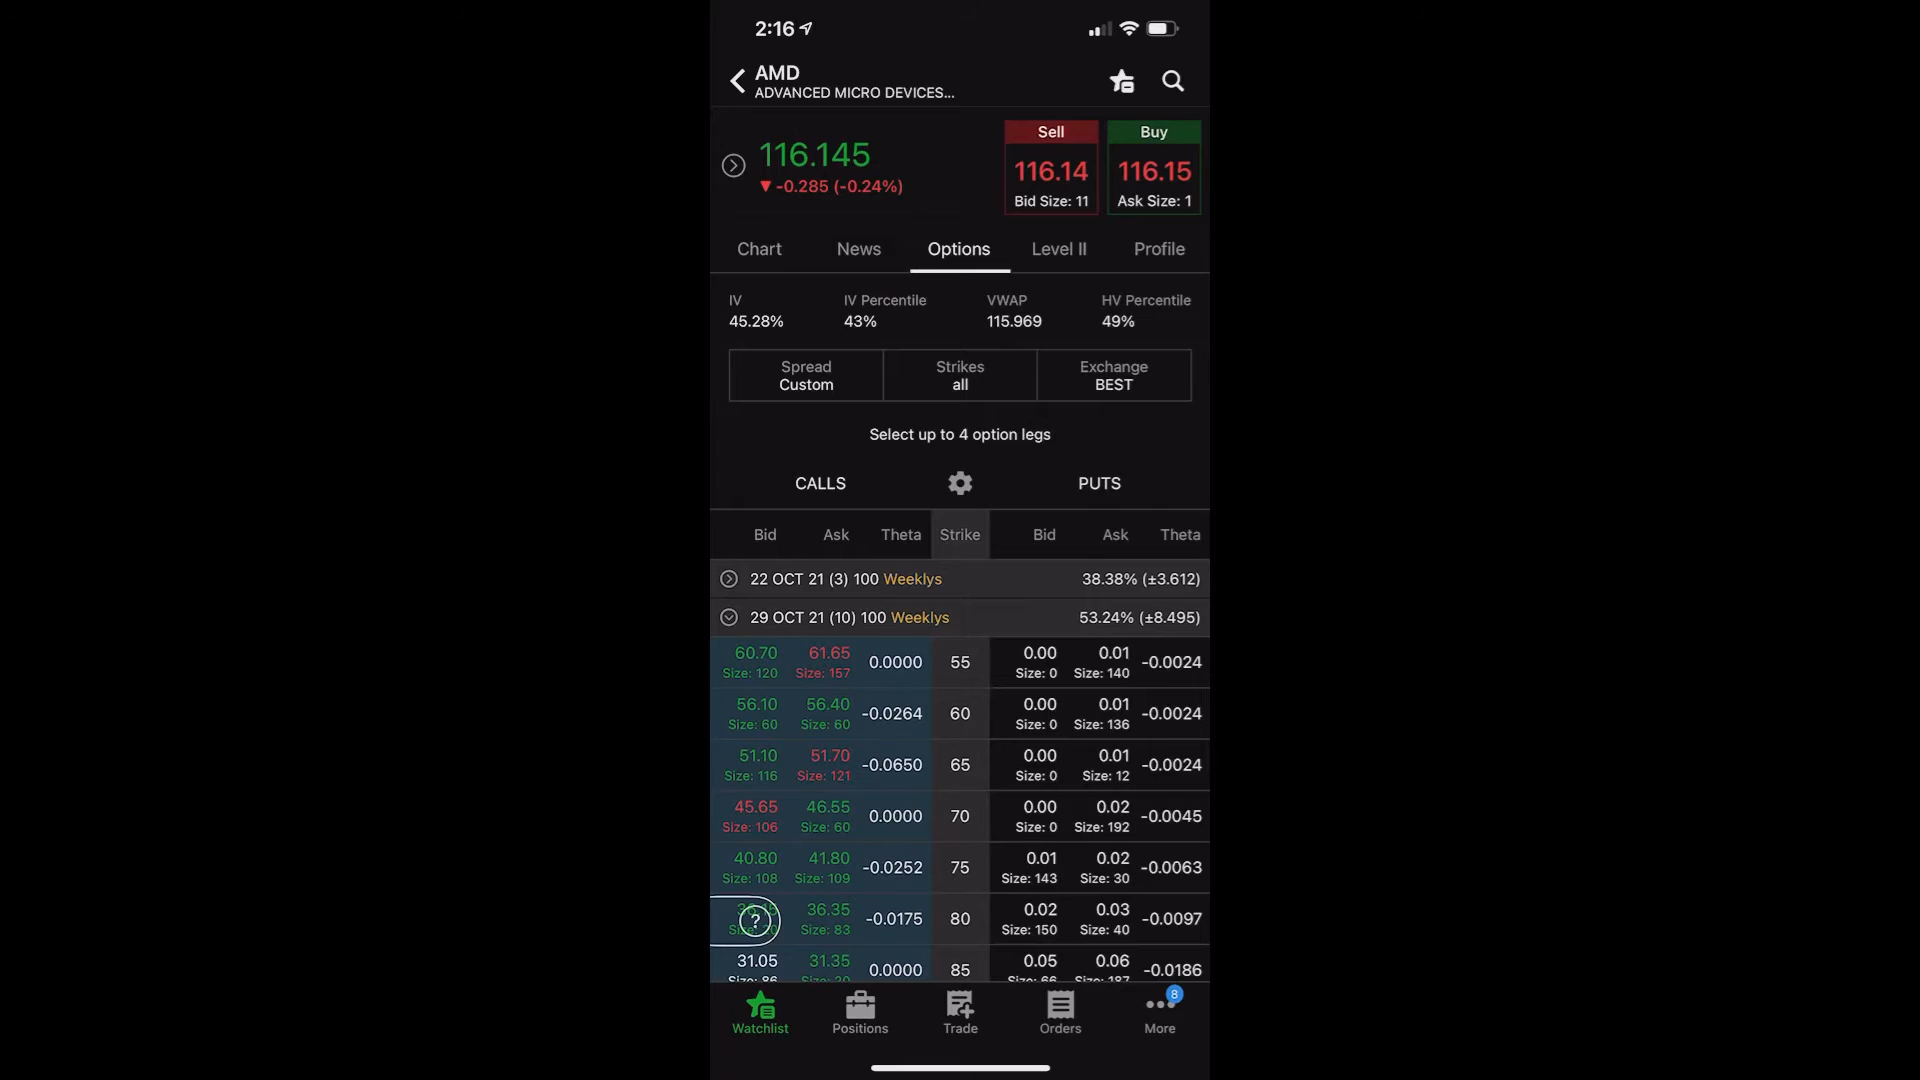 2:16
AMD
ADVANCED MICRO DEVICES...
116.145
-0.285 (-0.24%)
Sell
116.14
Bid Size: 11
Buy
116.15
Ask Size: 1
Chart News Options Level II Profile
IV IV Percentile VWAP HV Percentile
45.28% 43% 115.969 49%
Spread Strikes Exchange
Custom all BEST
Select up to 4 option legs
CALLS PUTS
Bid Ask Theta Strike Bid Ask Theta
22 OCT 21 (3) 100 Weeklys 38.38% (±3.612)
29 OCT 21 (10) 100 Weeklys 53.24% (±8.495)
60.70 61.65 0.0000 55 0.00 0.01 -0.0024
Size: 120 Size: 157 Size: 0 Size: 140
56.10 56.40 -0.0264 60 0.00 0.01 -0.0024
Size: 60 Size: 60 Size: 0 Size: 136
51.10 51.70 -0.0650 65 0.00 0.01 -0.0024
Size: 116 Size: 121 Size: 0 Size: 12
45.65 46.55 0.0000 70 0.00 0.02 -0.0045
Size: 106 Size: 60 Size: 0 Size: 192
40.80 41.80 -0.0252 75 0.01 0.02 -0.0063
Size: 108 Size: 109 Size: 143 Size: 30
? 36.35 -0.0175 80 0.02 0.03 -0.0097
Size: 83 Size: 150 Size: 40
31.05 31.35 0.0000 85 0.05 0.06 -0.0186
8
Watchlist Positions Trade Orders More